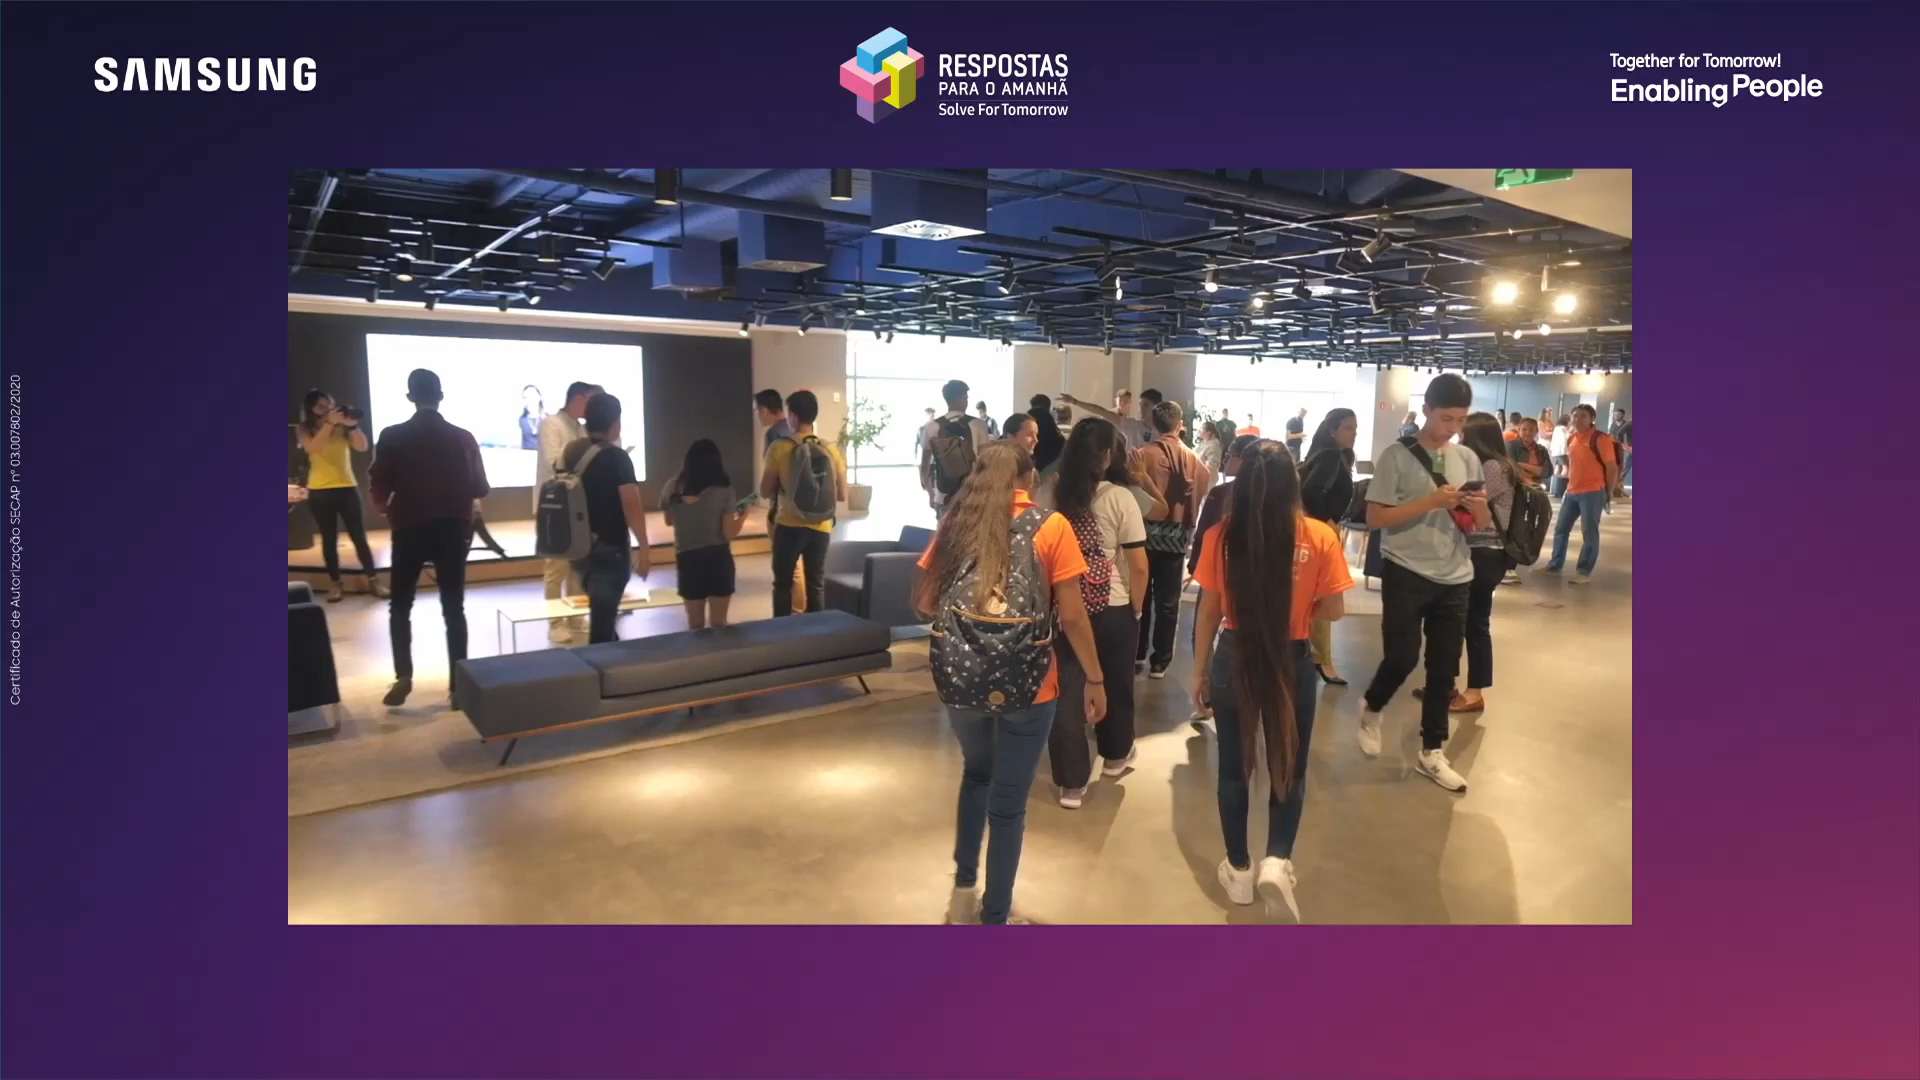 SAMSUNG
RESPOSTAS
PARA O AMANHÃ
Solve For Tomorrow
Together for Tomorrow!
Enabling People
Certificado de Autorização SECAP nº 03.007802/2020